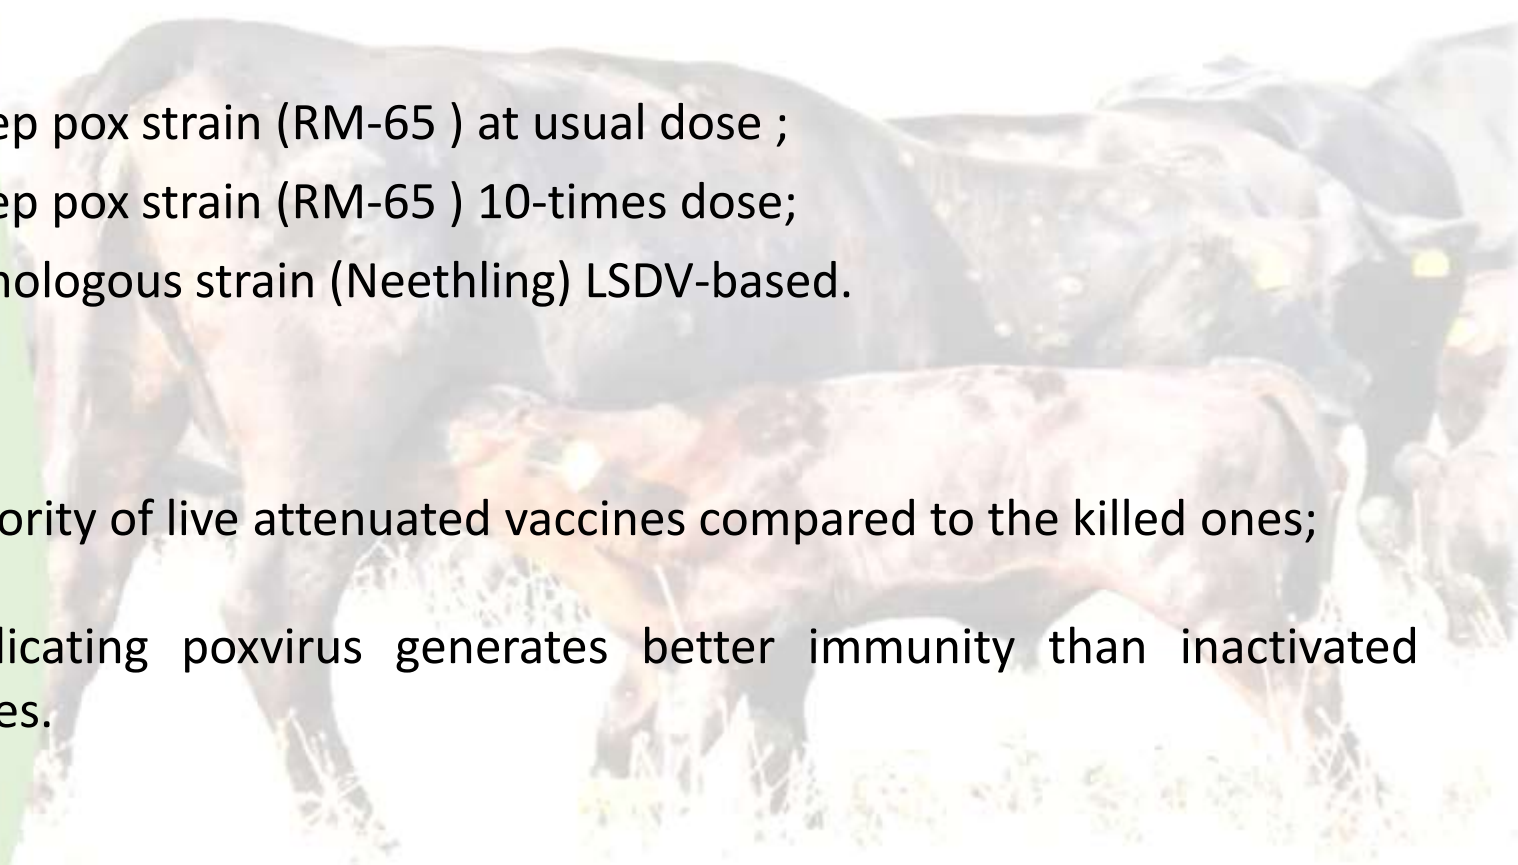 ep pox strain (RM-65 ) at usual dose ;
ep pox strain (RM-65 ) 10-times dose;
nologous strain (Neethling) LSDV-based.
ority of live attenuated vaccines compared to the killed ones;
licating poxvirus generates better immunity than inactivated
es.